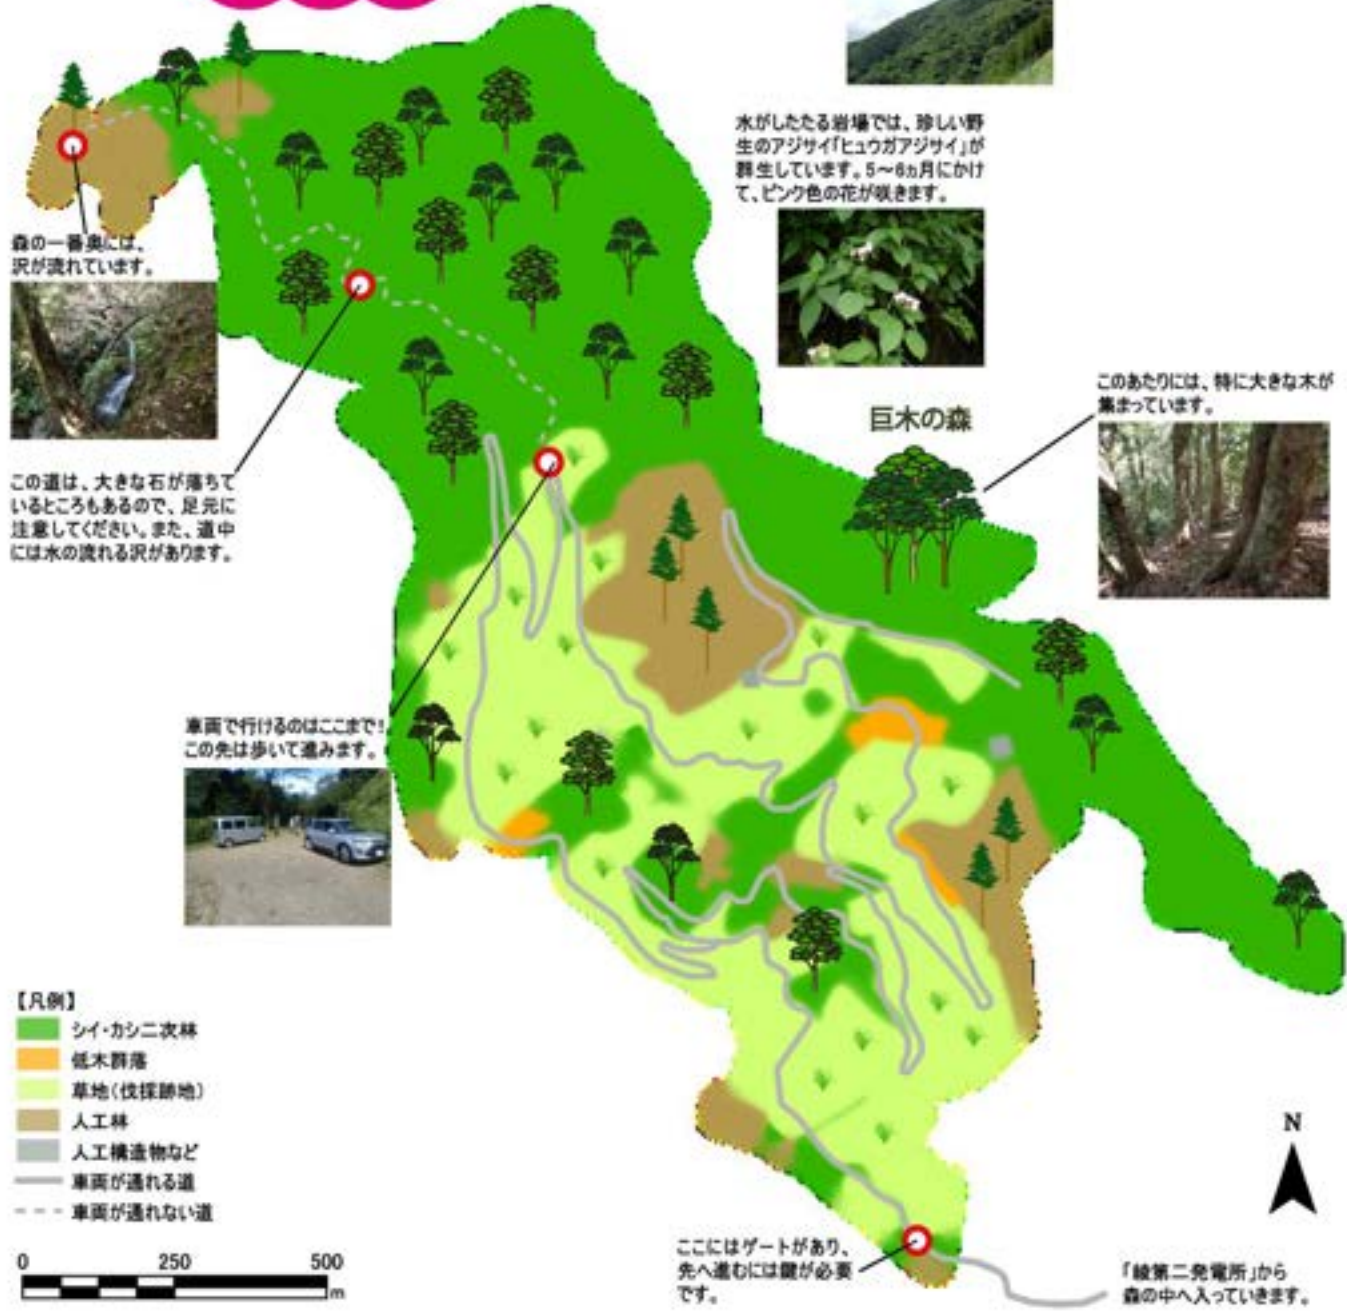 水がしたたる岩場では、珍しい野
生のアジサイ「ヒュウガアジサイ」が
群生しています。5～6ヵ月にかけ
て、ピンク色の花が咲きます。
森の一番奥には、
沢が流れています。
このあたりには、特に大きな木が
集まっています。
巨木の森
この道は、大きな石が落ちて
いるところもあるので、足元に
注意してください。また、道中
には水の流れる沢があります。
車両で行けるのはここまで!
この先は歩いて進みます。
【凡例】
シイ・カシ二次林
低木群落
草地(伐採跡地)
人工林
人工構造物など
車両が通れる道
車両が通れない道
0 250 500
m
N
ここにはゲートがあり、
先へ進むには鍵が必要
です。
「綾第二発電所」から
森の中へ入っていきます。